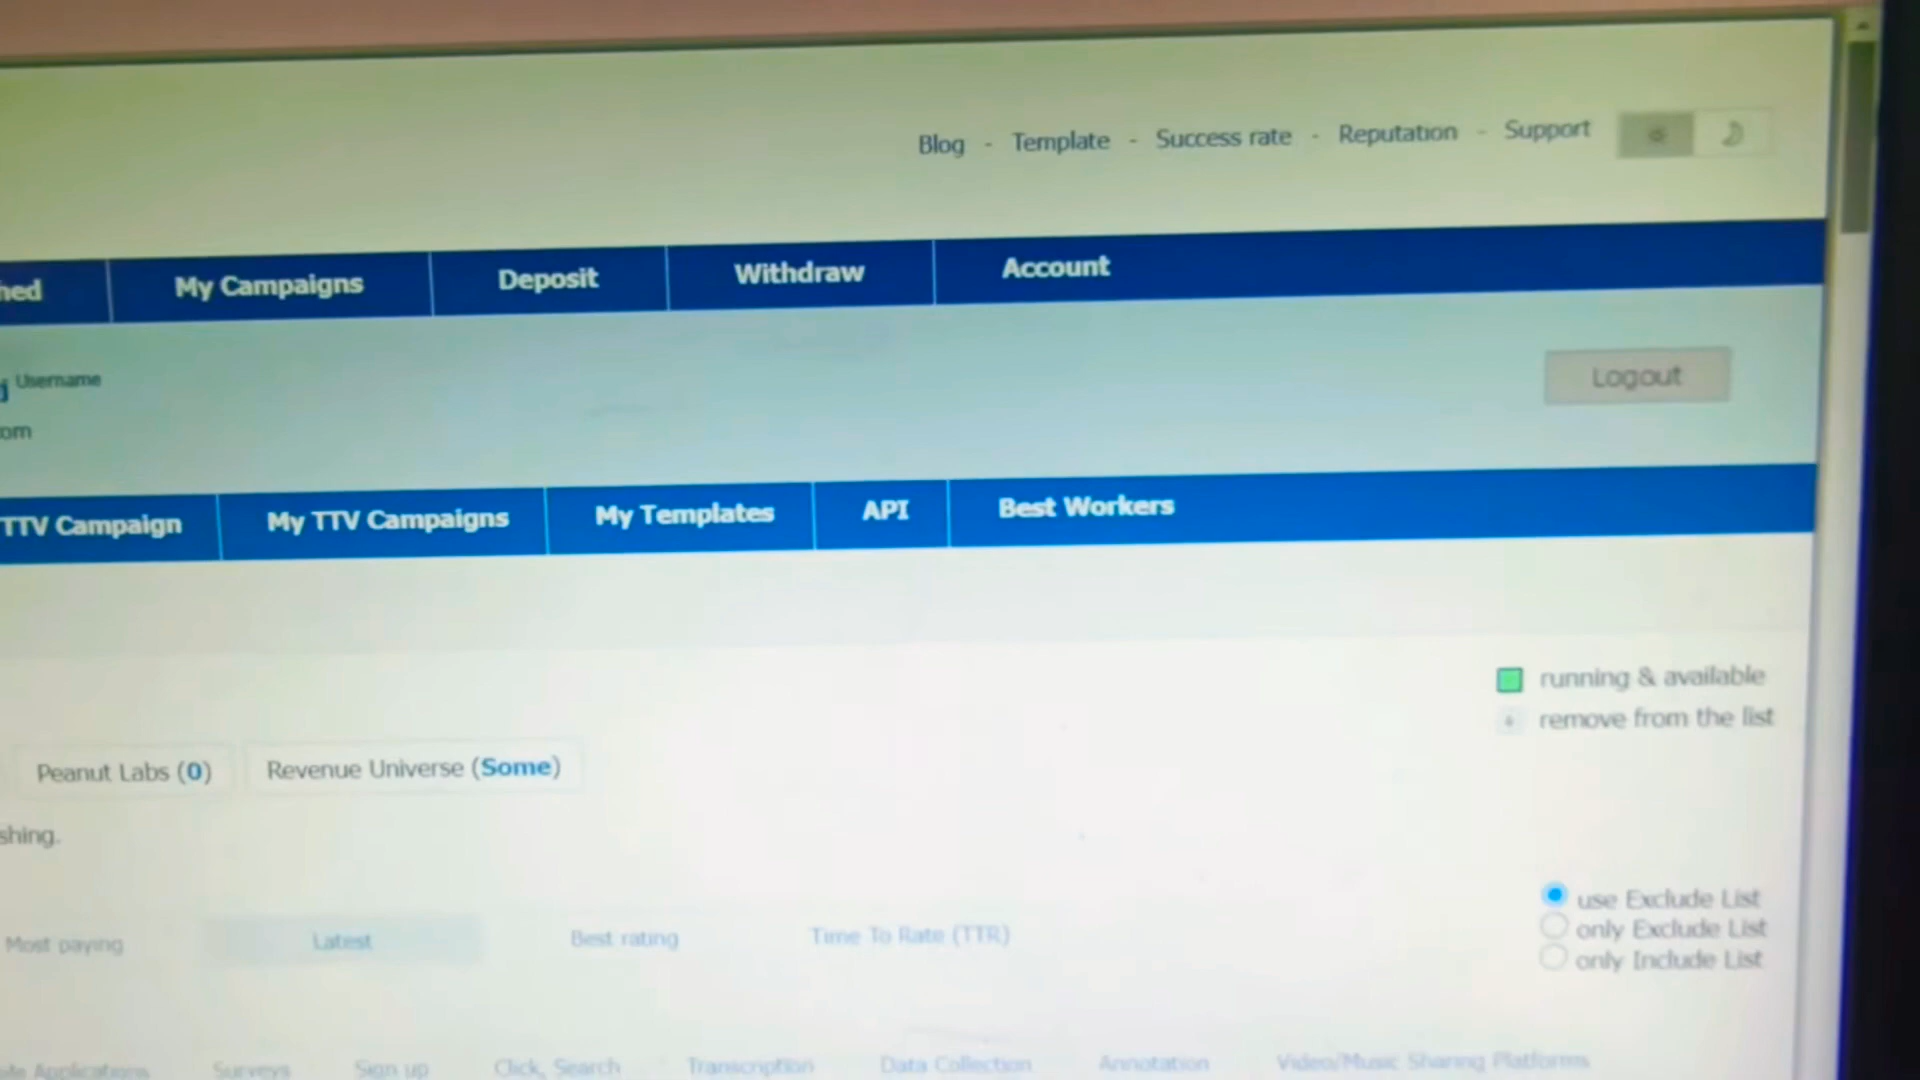 Blog - Template - Success rate - Reputation - Support
hed My Campaigns Deposit Withdraw Account
Username
Logout
om
TTV Campaign My TTV Campaigns My Templates API Best Workers
running & available
remove from the list
Peanut Labs (0) Revenue Universe (Some)
shing.
use Exclude List
Most paying Latest Best rating Time To Rate (TTR)
only Exclude List
only Include List
Applications Surveys Sign up Click, Search Transcription Data Collection Annotation Video/Music Sharing Platforms